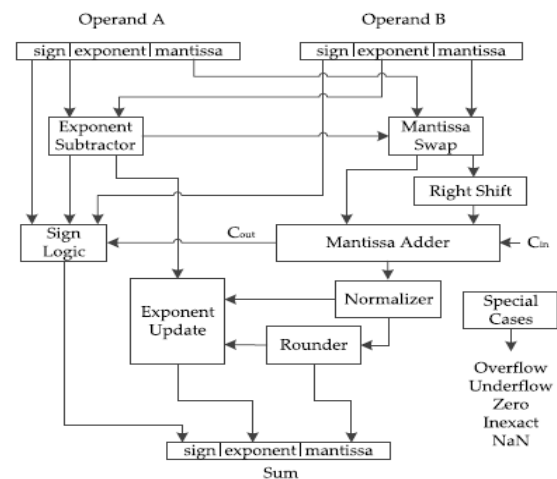 Operand A
Operand B
sign exponent mantissa
sign exponent mantissa
Exponent
Subtractor
Mantissa
Swap
Right Shift
Sign
Logic
Cout
Mantissa Adder
Cin
Exponent
Update
Normalizer
Rounder
Special
Cases
Overflow
Underflow
Zero
Inexact
NaN
sign exponent mantissa
Sum